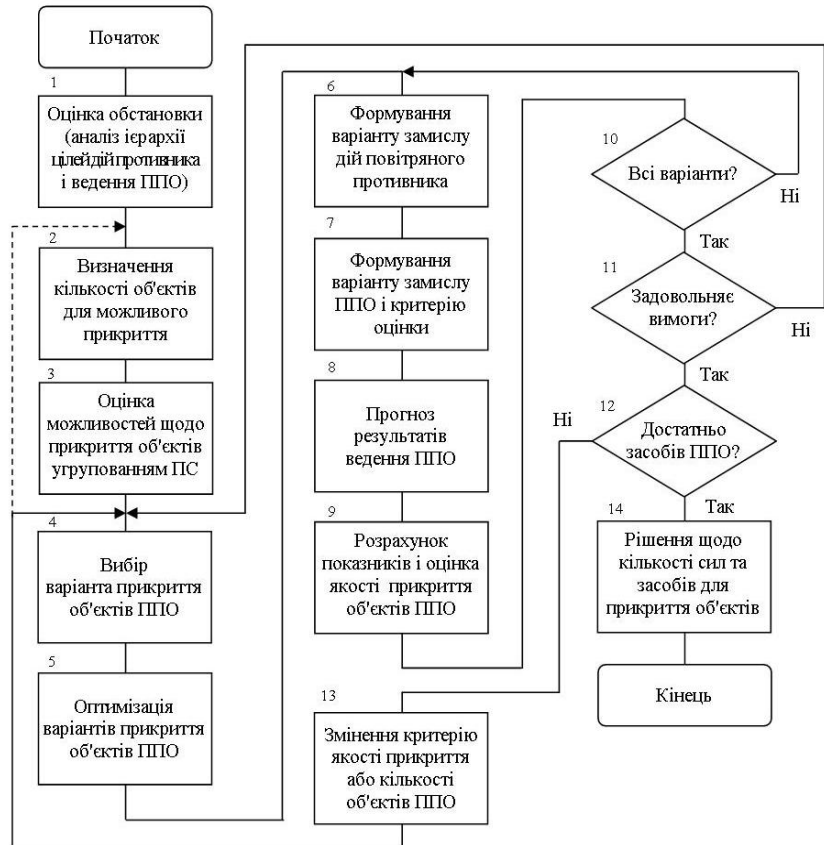 Початок
1
Оцінка обстановки
(аналіз ієрархії
цілейдій противника
і ведення ППО)
2
Визначення
кількості об'єктів
для можливого
прикриття
3
Оцінка
можливостей щодо
прикриття об'єктів
угрупованням ПС
4
Вибір
варіанта прикриття
об'єктів ППО
5
Оптимізація
варіантів прикриття
об'єктів ППО
6
Формування
варіанту замислу
дій повітряного
противника
7
Формування
варіанту замислу
ППО і критерію
оцінки
8
Прогноз
результатів
ведення ППО
9
Розрахунок
показників і оцінка
якості прикриття
об'єктів ППО
13
Змінення критерію
якості прикриття
або кількості
об'єктів ППО
10
Всі варіанти?
Ні
Так
11
Задовольняє
вимоги?
Ні
Так
12
Ні
Достатньо
засобів ППО?
Так
14
Рішення щодо
кількості сил та
засобів для
прикриття об'єктів
Кінець